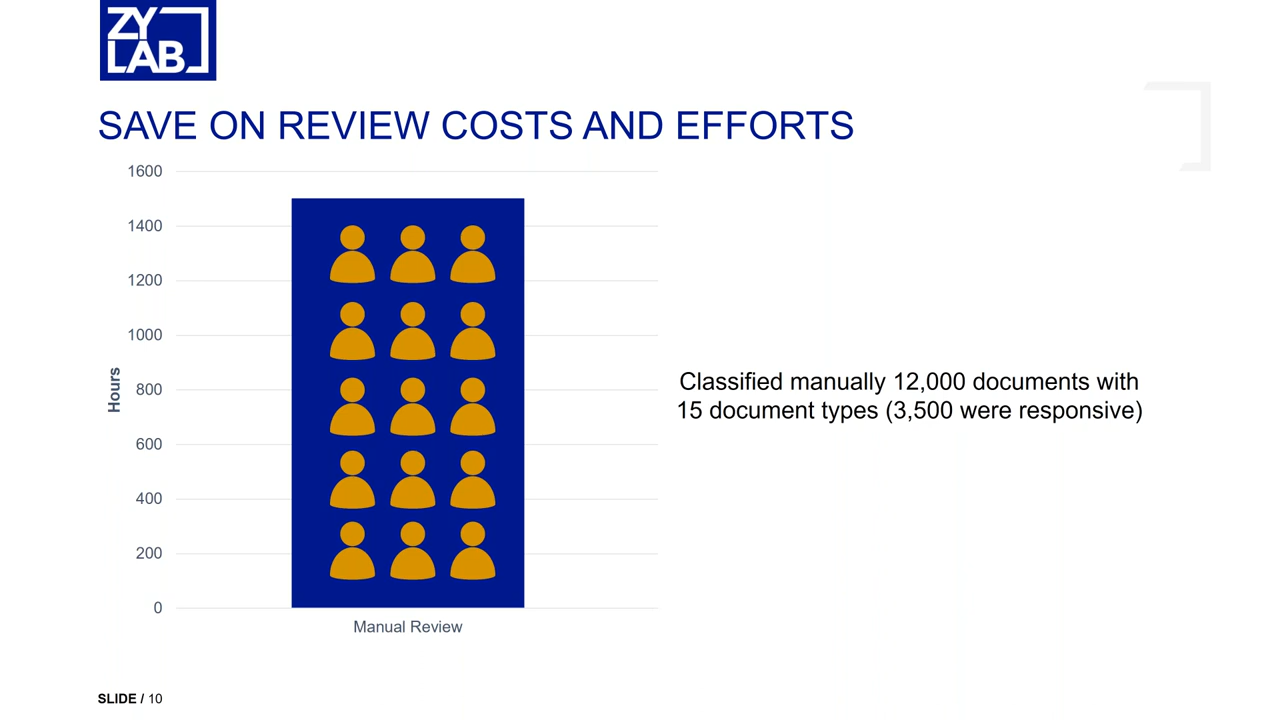 ZY
LAB
SAVE ON REVIEW COSTS AND EFFORTS
1600
1400
1200
1000
800
600
400
200
0
Hours
Manual Review
Classified manually 12,000 documents with
15 document types (3,500 were responsive)
SLIDE / 10